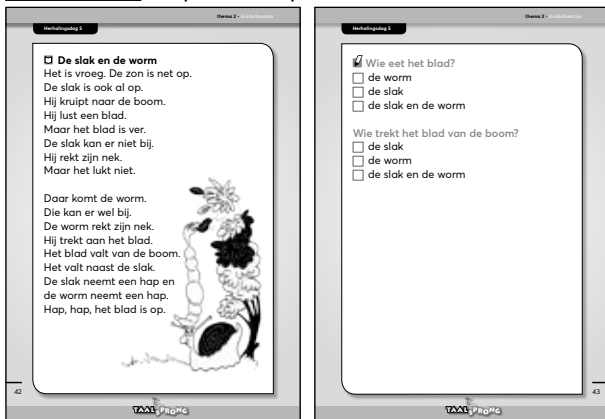 thema 2 •
Herhalingsdag 5
De slak en de worm
Het is vroeg. De zon is net op.
De slak is ook al op.
Hij kruipt naar de boom.
Hij lust een blad.
Maar het blad is ver.
De slak kan er niet bij.
Hij rekt zijn nek.
Maar het lukt niet.
Daar komt de worm.
Die kan er wel bij.
De worm rekt zijn nek.
Hij trekt aan het blad.
Het blad valt van de boom.
Het valt naast de slak.
De slak neemt een hap en
de worm neemt een hap.
Hap, hap, het blad is op.
42
TAAL SPRONG
thema 2 •
Herhalingsdag 5
Wie eet het blad?
de worm
de slak
de slak en de worm
Wie trekt het blad van de boom?
de slak
de worm
de slak en de worm
43
TAAL SPRONG